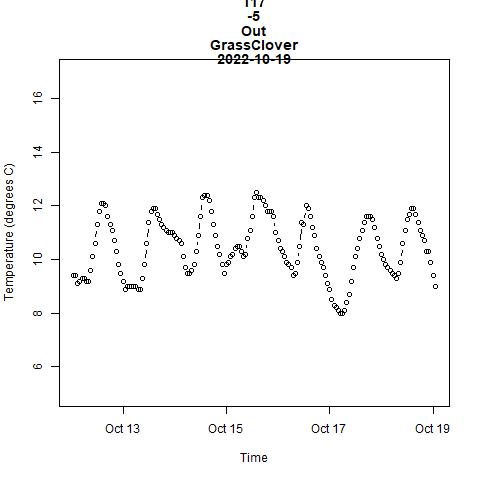 T17
-5
Out
GrassClover
2022-10-19
Temperature (degrees C)
16
14
12
10
8
6
Oct 13
Oct 15
Oct 17
Oct 19
Time